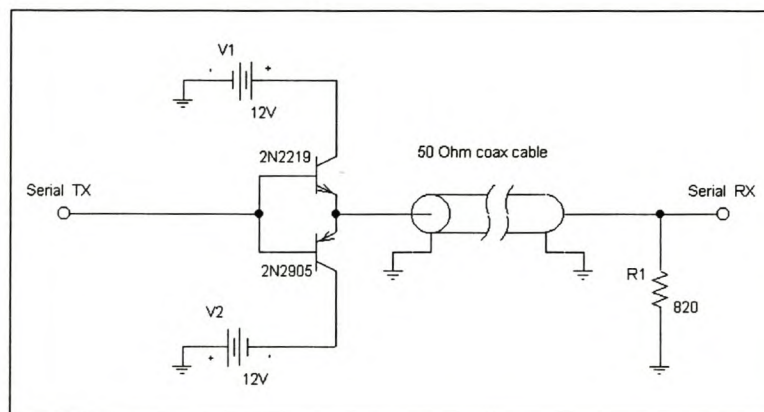 V1
- +
12V
2N2219
50 Ohm coax cable
Serial TX
Serial RX
2N2905
R1
820
V2
+ -
12V